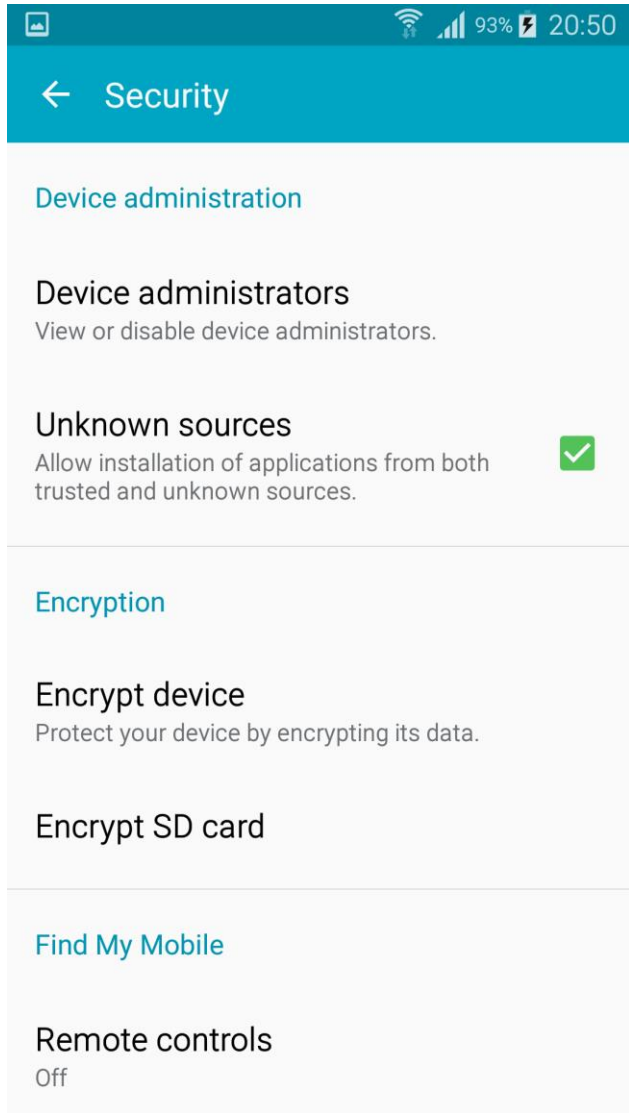 93% 20:50
Security
Device administration
Device administrators
View or disable device administrators.
Unknown sources
Allow installation of applications from both
trusted and unknown sources.
Encryption
Encrypt device
Protect your device by encrypting its data.
Encrypt SD card
Find My Mobile
Remote controls
Off